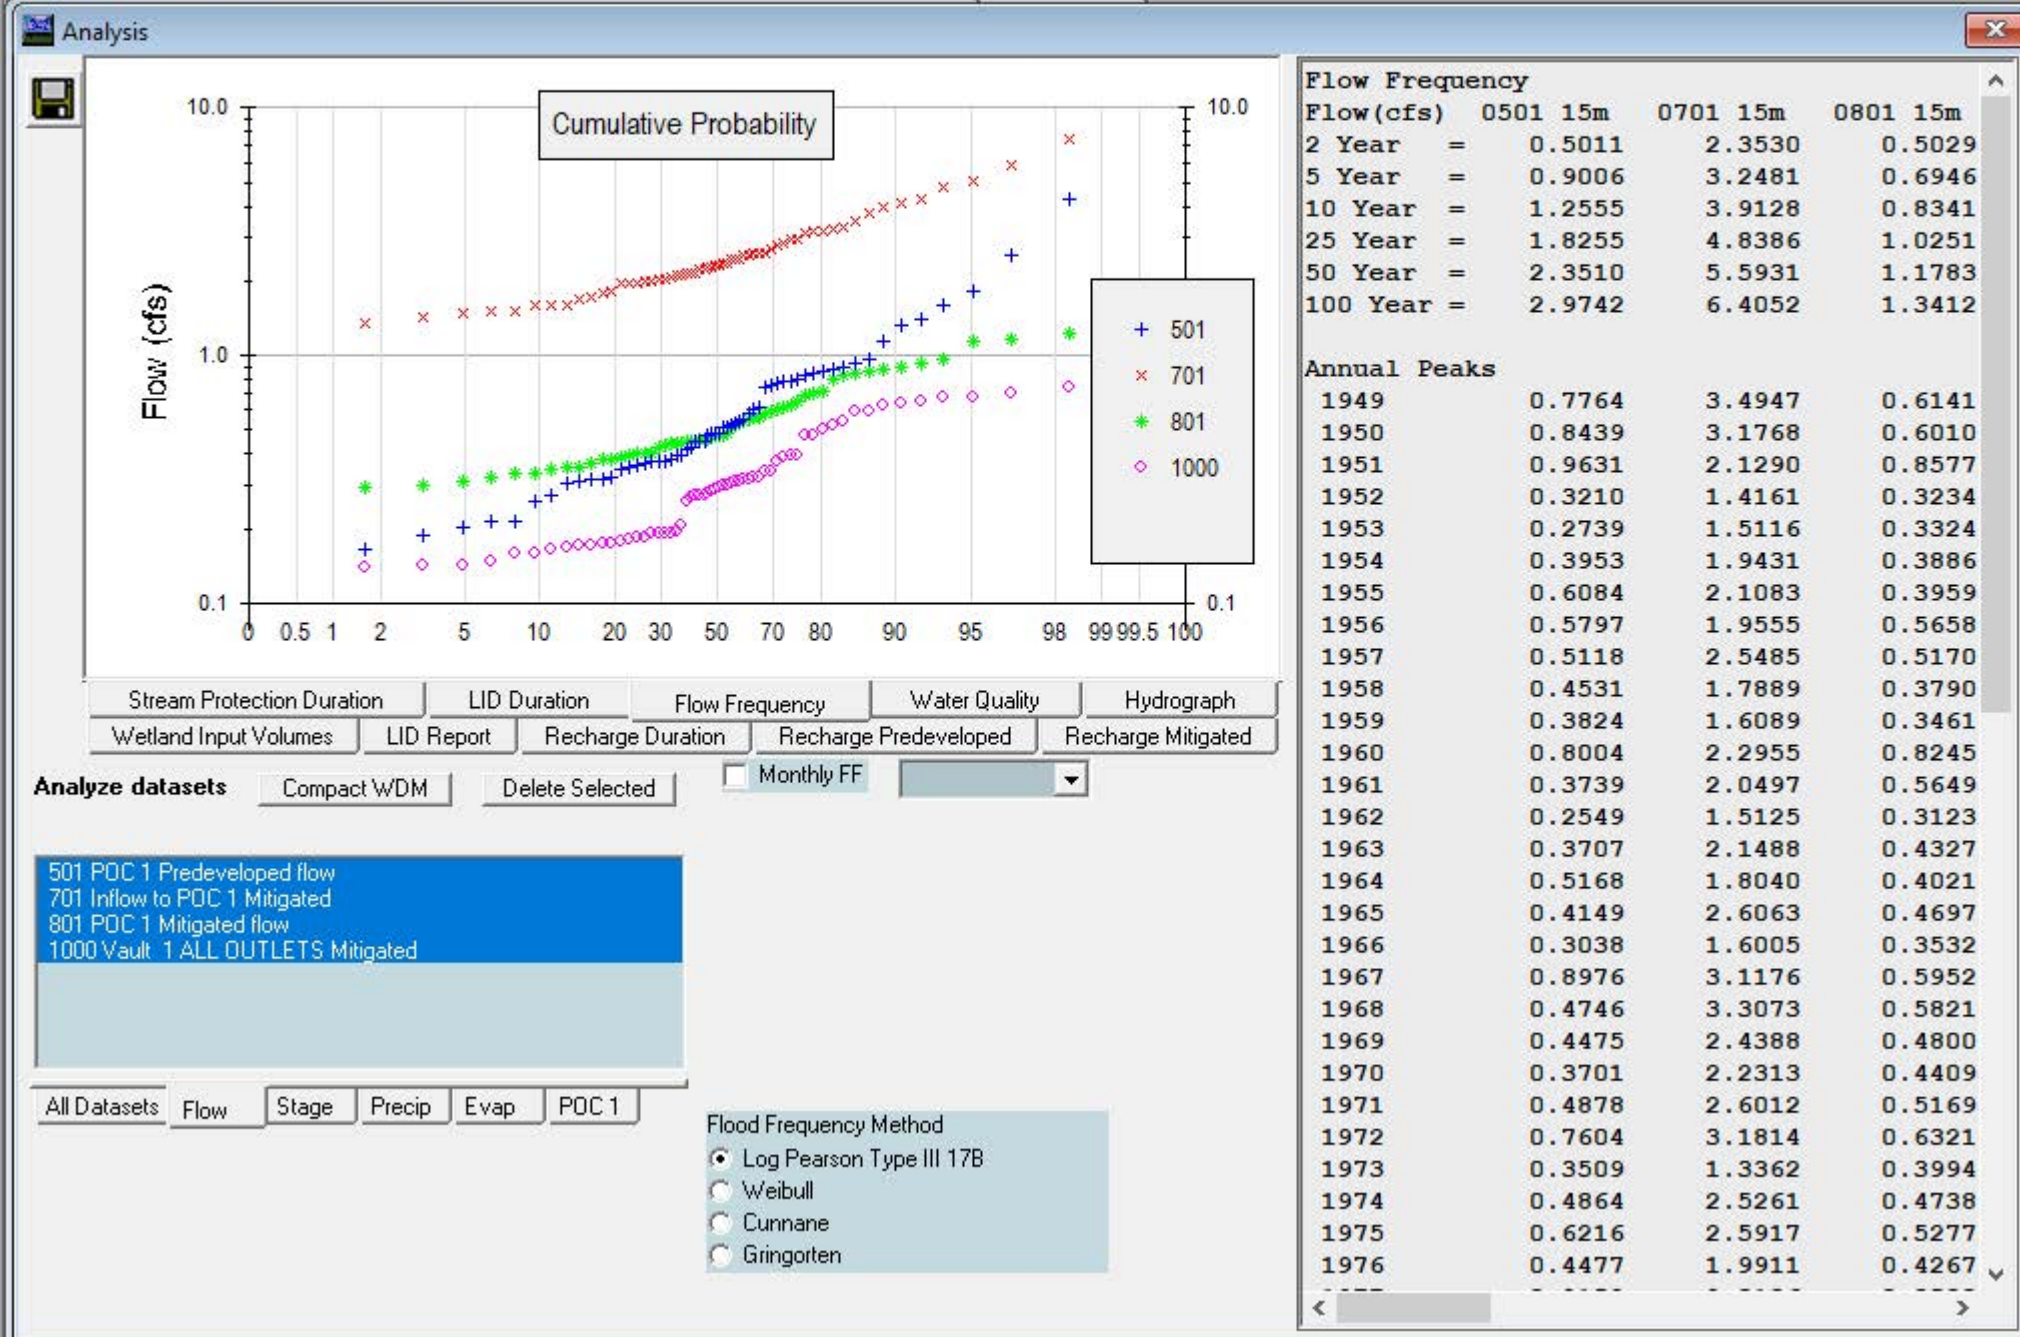 Analysis
Cumulative Probability
10.0
1.0
0.1
Flow (cfs)
10.0
0.1
501
701
801
1000
0 0.5 1 2 5 10 20 30 50 70 80 90 95 98 99 99.5 100
Stream Protection Duration LID Duration Flow Frequency Water Quality Hydrograph
Wetland Input Volumes LID Report Recharge Duration Recharge Predeveloped Recharge Mitigated
Analyze datasets Compact WDM Delete Selected Monthly FF
501 POC 1 Predeveloped flow
701 Inflow to POC 1 Mitigated
801 POC 1 Mitigated flow
1000 Vault 1 ALL OUTLETS Mitigated
All Datasets Flow Stage Precip Evap POC 1
Flood Frequency Method
Log Pearson Type III 17B
Weibull
Cunnane
Gringorten
Flow Frequency
Flow(cfs) 0501 15m 0701 15m 0801 15m
2 Year = 0.5011 2.3530 0.5029
5 Year = 0.9006 3.2481 0.6946
10 Year = 1.2555 3.9128 0.8341
25 Year = 1.8255 4.8386 1.0251
50 Year = 2.3510 5.5931 1.1783
100 Year = 2.9742 6.4052 1.3412
Annual Peaks
1949 0.7764 3.4947 0.6141
1950 0.8439 3.1768 0.6010
1951 0.9631 2.1290 0.8577
1952 0.3210 1.4161 0.3234
1953 0.2739 1.5116 0.3324
1954 0.3953 1.9431 0.3886
1955 0.6084 2.1083 0.3959
1956 0.5797 1.9555 0.5658
1957 0.5118 2.5485 0.5170
1958 0.4531 1.7889 0.3790
1959 0.3824 1.6089 0.3461
1960 0.8004 2.2955 0.8245
1961 0.3739 2.0497 0.5649
1962 0.2549 1.5125 0.3123
1963 0.3707 2.1488 0.4327
1964 0.5168 1.8040 0.4021
1965 0.4149 2.6063 0.4697
1966 0.3038 1.6005 0.3532
1967 0.8976 3.1176 0.5952
1968 0.4746 3.3073 0.5821
1969 0.4475 2.4388 0.4800
1970 0.3701 2.2313 0.4409
1971 0.4878 2.6012 0.5169
1972 0.7604 3.1814 0.6321
1973 0.3509 1.3362 0.3994
1974 0.4864 2.5261 0.4738
1975 0.6216 2.5917 0.5277
1976 0.4477 1.9911 0.4267